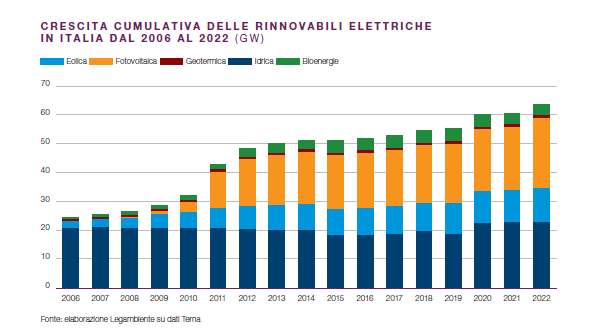 CRESCITA CUMULATIVA DELLE RINNOVABILI ELETTRICHE
IN ITALIA DAL 2006 AL 2022 (GW)
Eolica Fotovoltaica Geotermica Idrica Bioenergie
70
60
50
40
30
20
10
0
2006 2007 2008 2009 2010 2011 2012 2013 2014 2015 2016 2017 2018 2019 2020 2021 2022
Fonte: elaborazione Legambiente su dati Terna